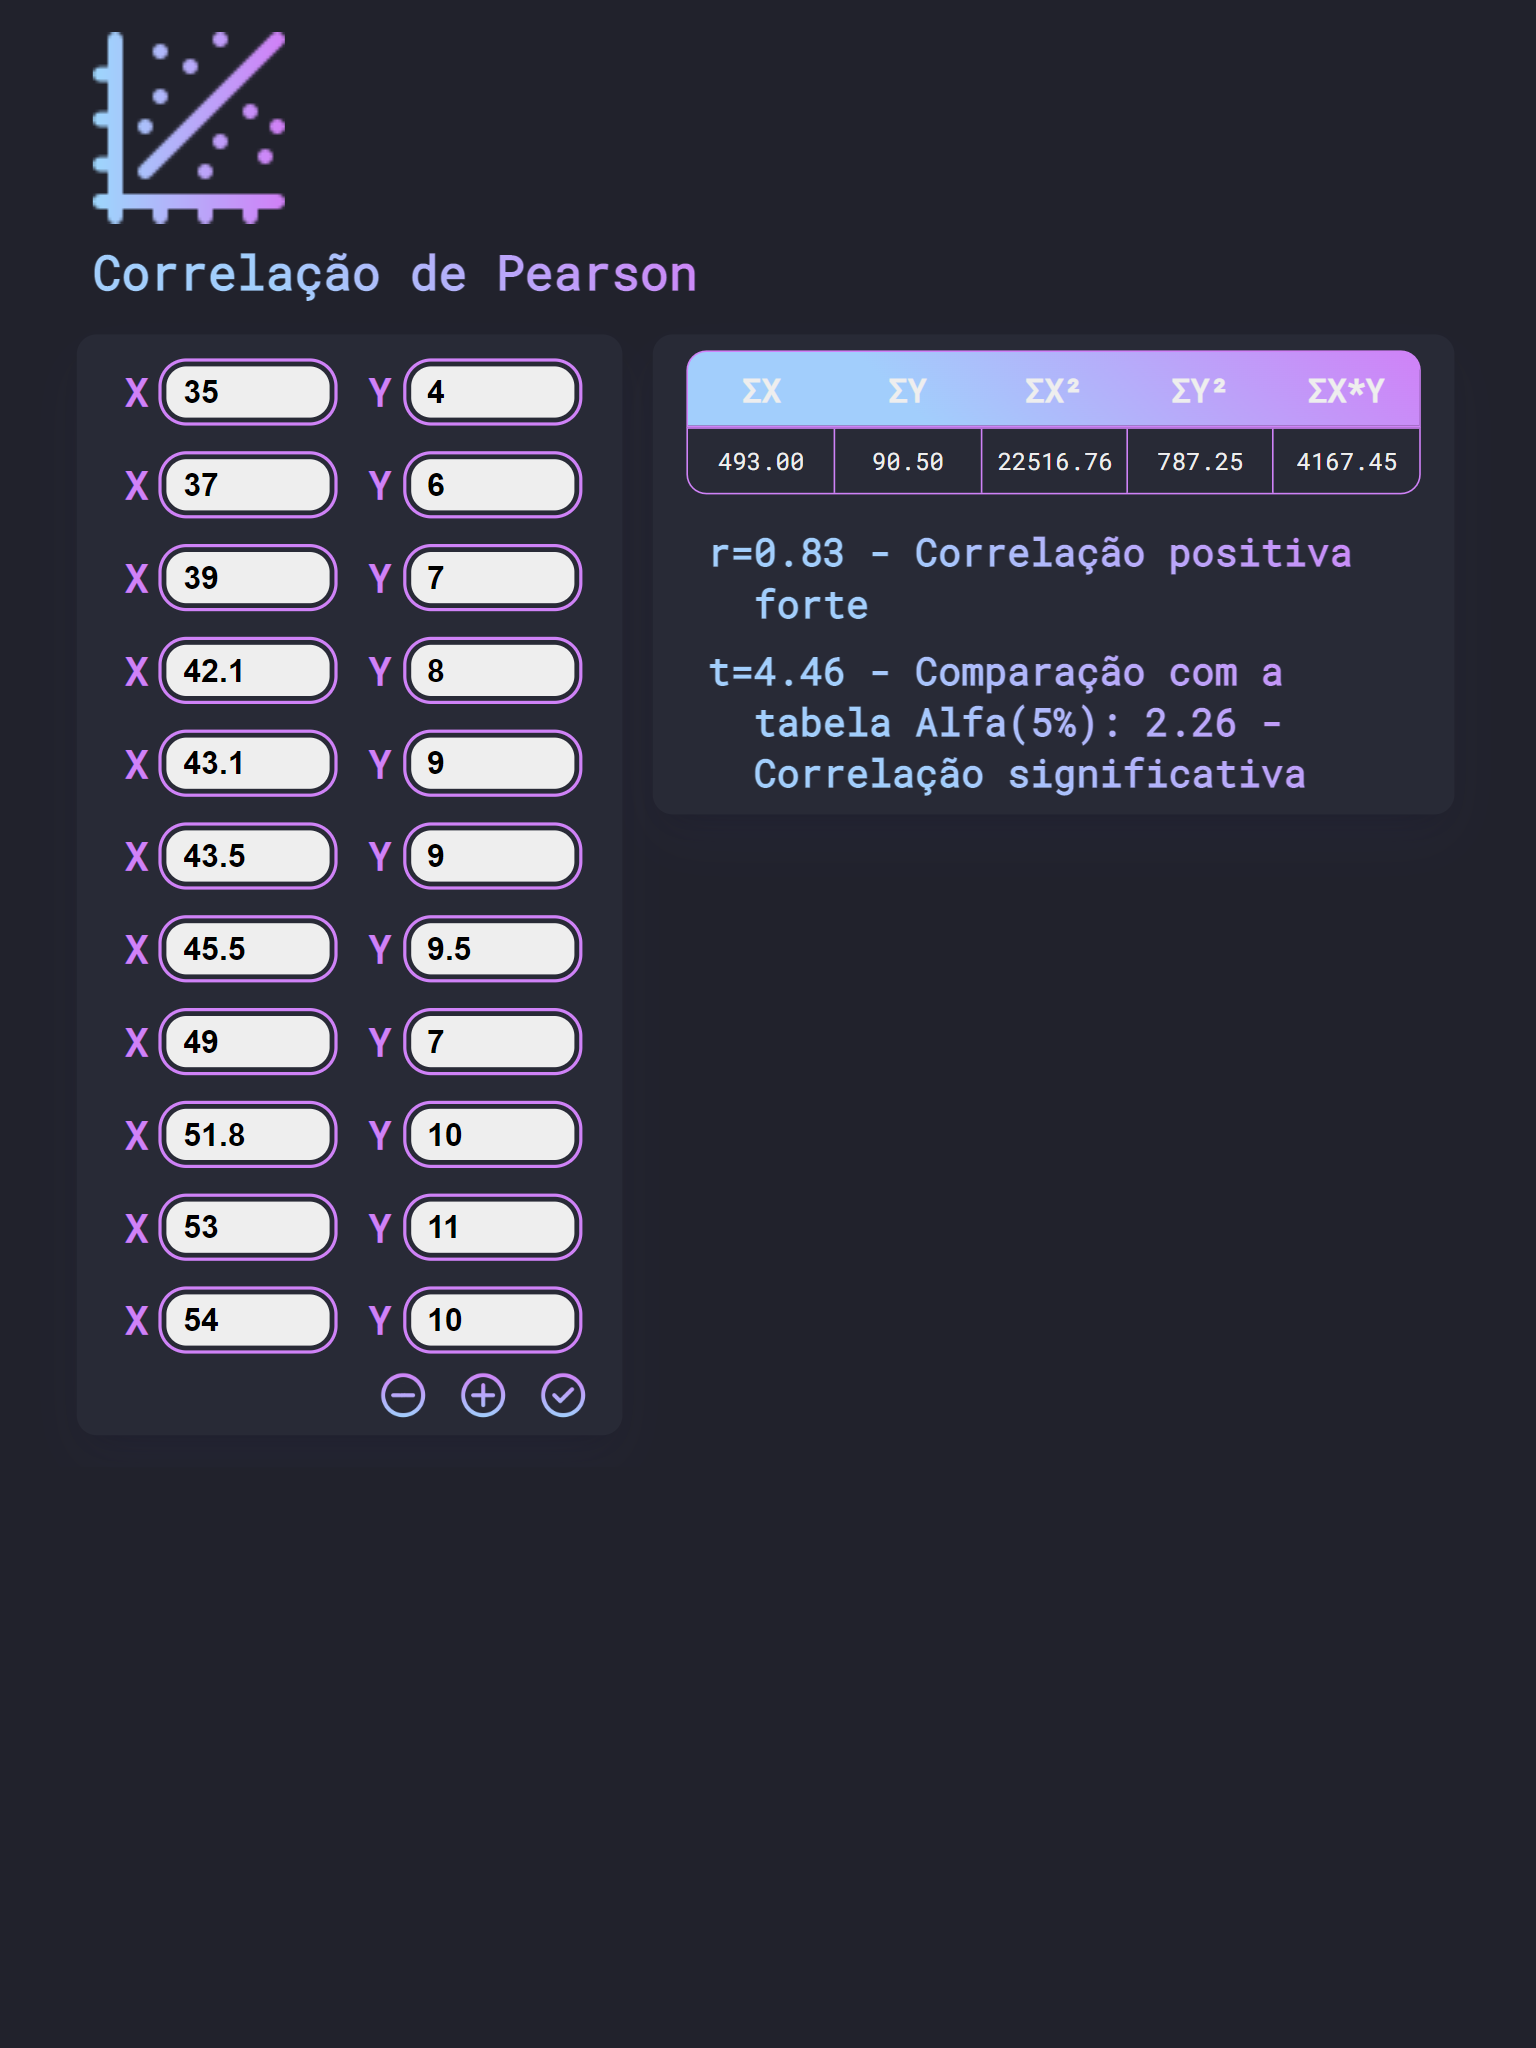 Correlação de Pearson
X 35 Y 4
X 37 Y 6
X 39 Y 7
X 42.1 Y 8
X 43.1 Y 9
X 43.5 Y 9
X 45.5 Y 9.5
X 49 Y 7
X 51.8 Y 10
X 53 Y 11
X 54 Y 10
ΣX ΣY ΣX² ΣY² ΣX*Y
493.00 90.50 22516.76 787.25 4167.45
r=0.83 - Correlação positiva
forte
t=4.46 - Comparação com a
tabela Alfa(5%): 2.26 -
Correlação significativa